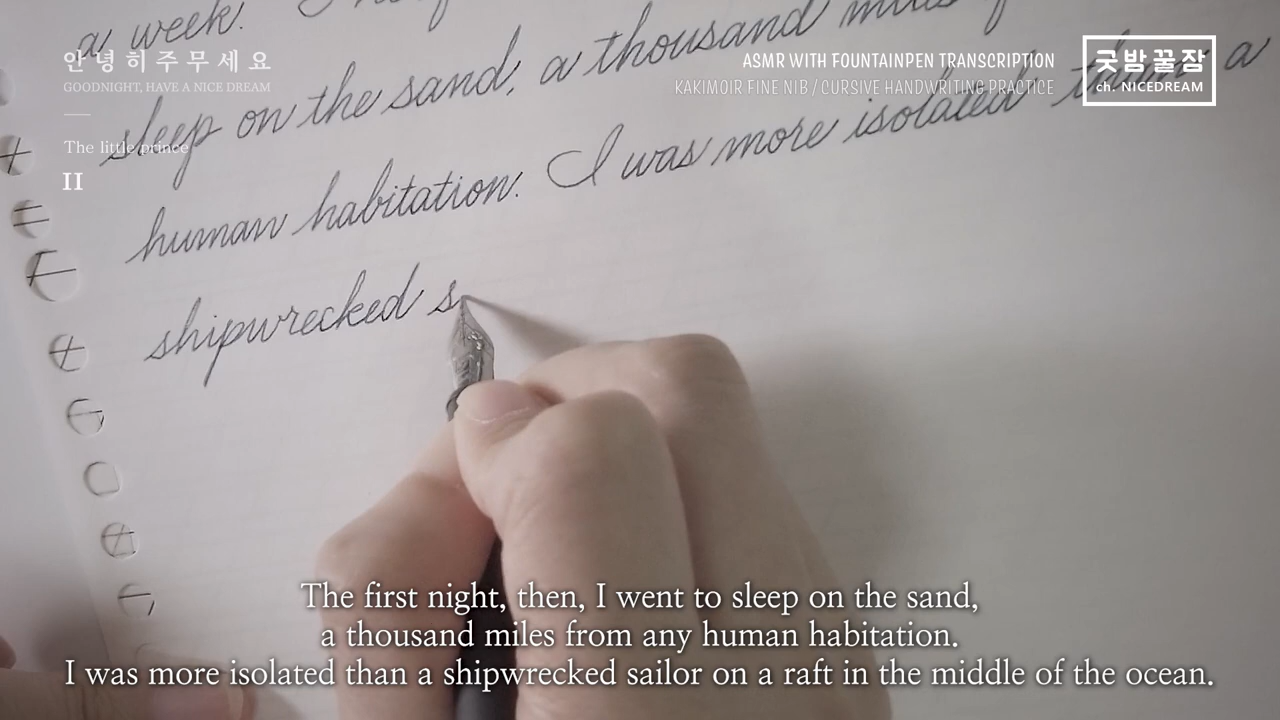 안녕히주무세요
GOODNIGHT, HAVE A NICE DREAM
The little prince
II
ASMR WITH FOUNTAINPEN TRANSCRIPTION
KAKIMOIR FINE NIB / CURSIVE HANDWRITING PRACTICE
굿밤꿀잠
ch. NICEDREAM
a week.
sleep on the sand, a thousand miles
human habitation. I was more isolated than a
shipwrecked s
The first night, then, I went to sleep on the sand,
a thousand miles from any human habitation.
I was more isolated than a shipwrecked sailor on a raft in the middle of the ocean.